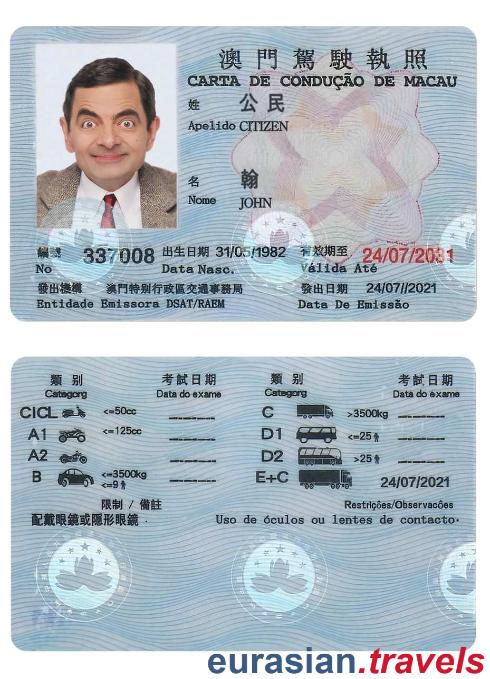 澳門駕駛執照
CARTA DE CONDUÇÃO DE MACAU
姓 公民
Apelido CITIZEN
名 翰
Nome JOHN
編號 337008 出生日期 31/05/1982 有效期至 24/07/2031
No Data Nasc. Válida Até
發出機構 澳門特別行政區交通事務局 發出日期 24/07//2021
Entidade Emissora DSAT/RAEM Data De Emissão
類別 考試日期 類別 考試日期
Categorg Data do exame Categorg Data do exame
CICL <=50cc ------ C >3500kg ------
A1 <=125cc ------ D1 <=25 ------
A2 ------ D2 >25 ------
B <=3500kg ------ E+C 24/07/2021
<=9
限制 / 備註 Restrições/Observacões
配戴眼鏡或隱形眼鏡 · Uso de óculos ou lentes de contacto·
eurasian.travels